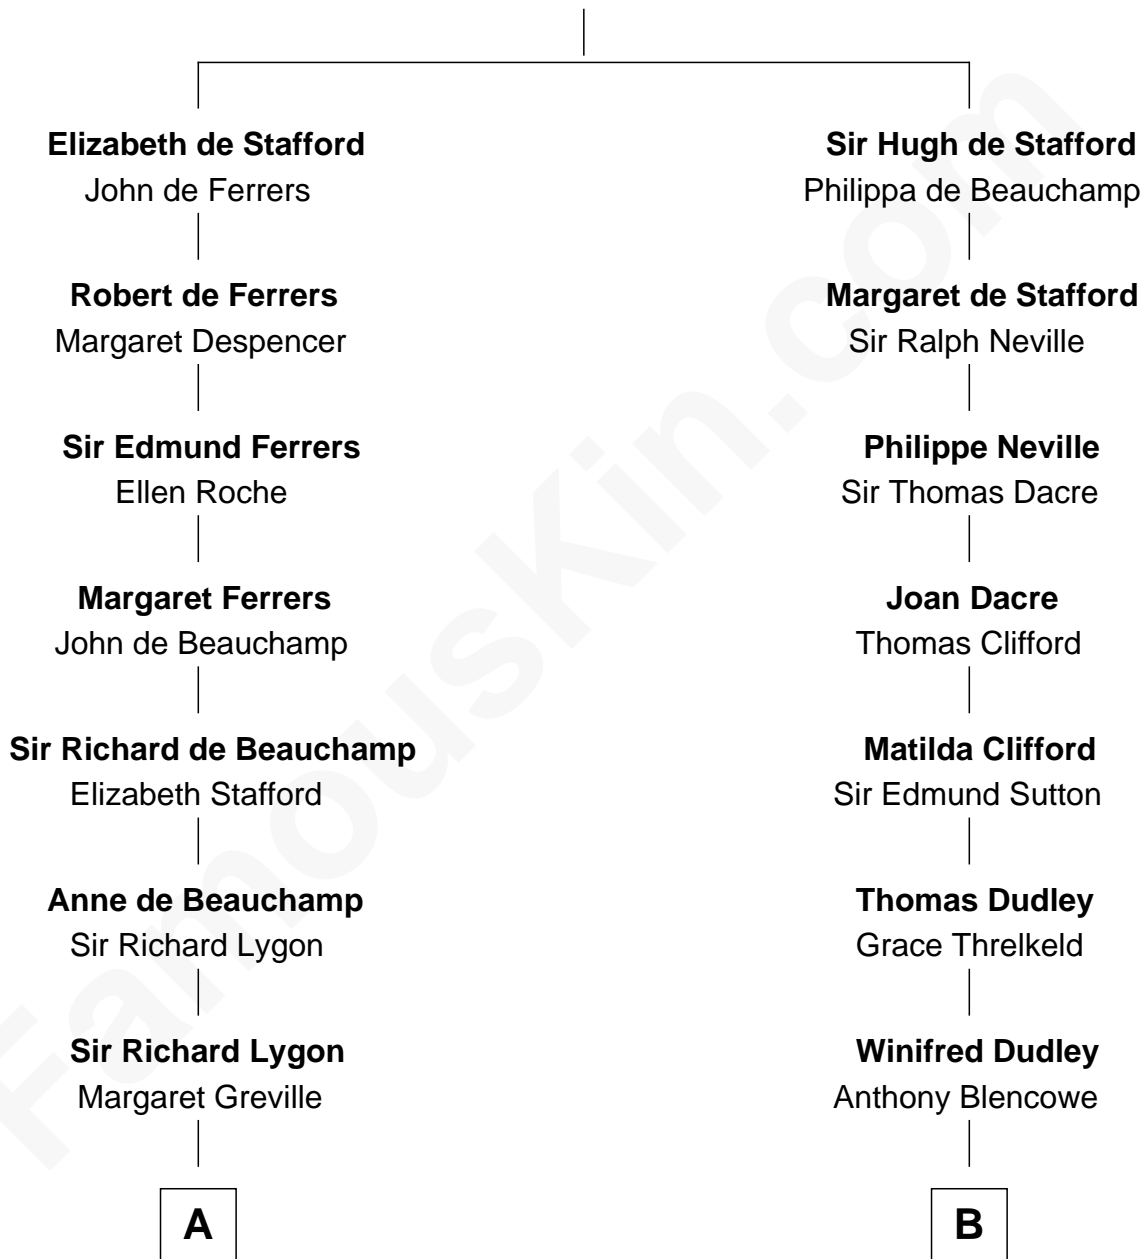 Elizabeth de Stafford
John de Ferrers
Robert de Ferrers
Margaret Despencer
Sir Edmund Ferrers
Ellen Roche
Margaret Ferrers
John de Beauchamp
Sir Richard de Beauchamp
Elizabeth Stafford
Anne de Beauchamp
Sir Richard Lygon
Sir Richard Lygon
Margaret Greville
A
Sir Hugh de Stafford
Philippa de Beauchamp
Margaret de Stafford
Sir Ralph Neville
Philippe Neville
Sir Thomas Dacre
Joan Dacre
Thomas Clifford
Matilda Clifford
Sir Edmund Sutton
Thomas Dudley
Grace Threlkeld
Winifred Dudley
Anthony Blencowe
B
FamousKin.com